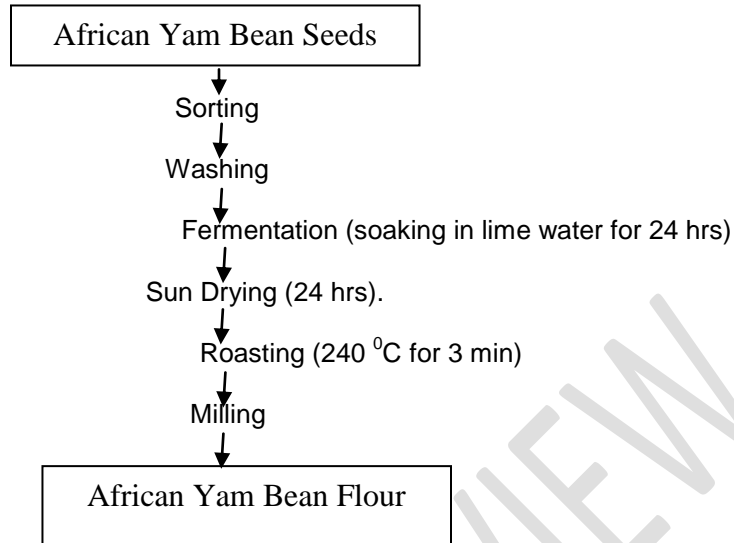 African Yam Bean Seeds
Sorting
Washing
Fermentation (soaking in lime water for 24 hrs)
Sun Drying (24 hrs).
Roasting (240 ⁰C for 3 min)
Milling
African Yam Bean Flour
VIEW